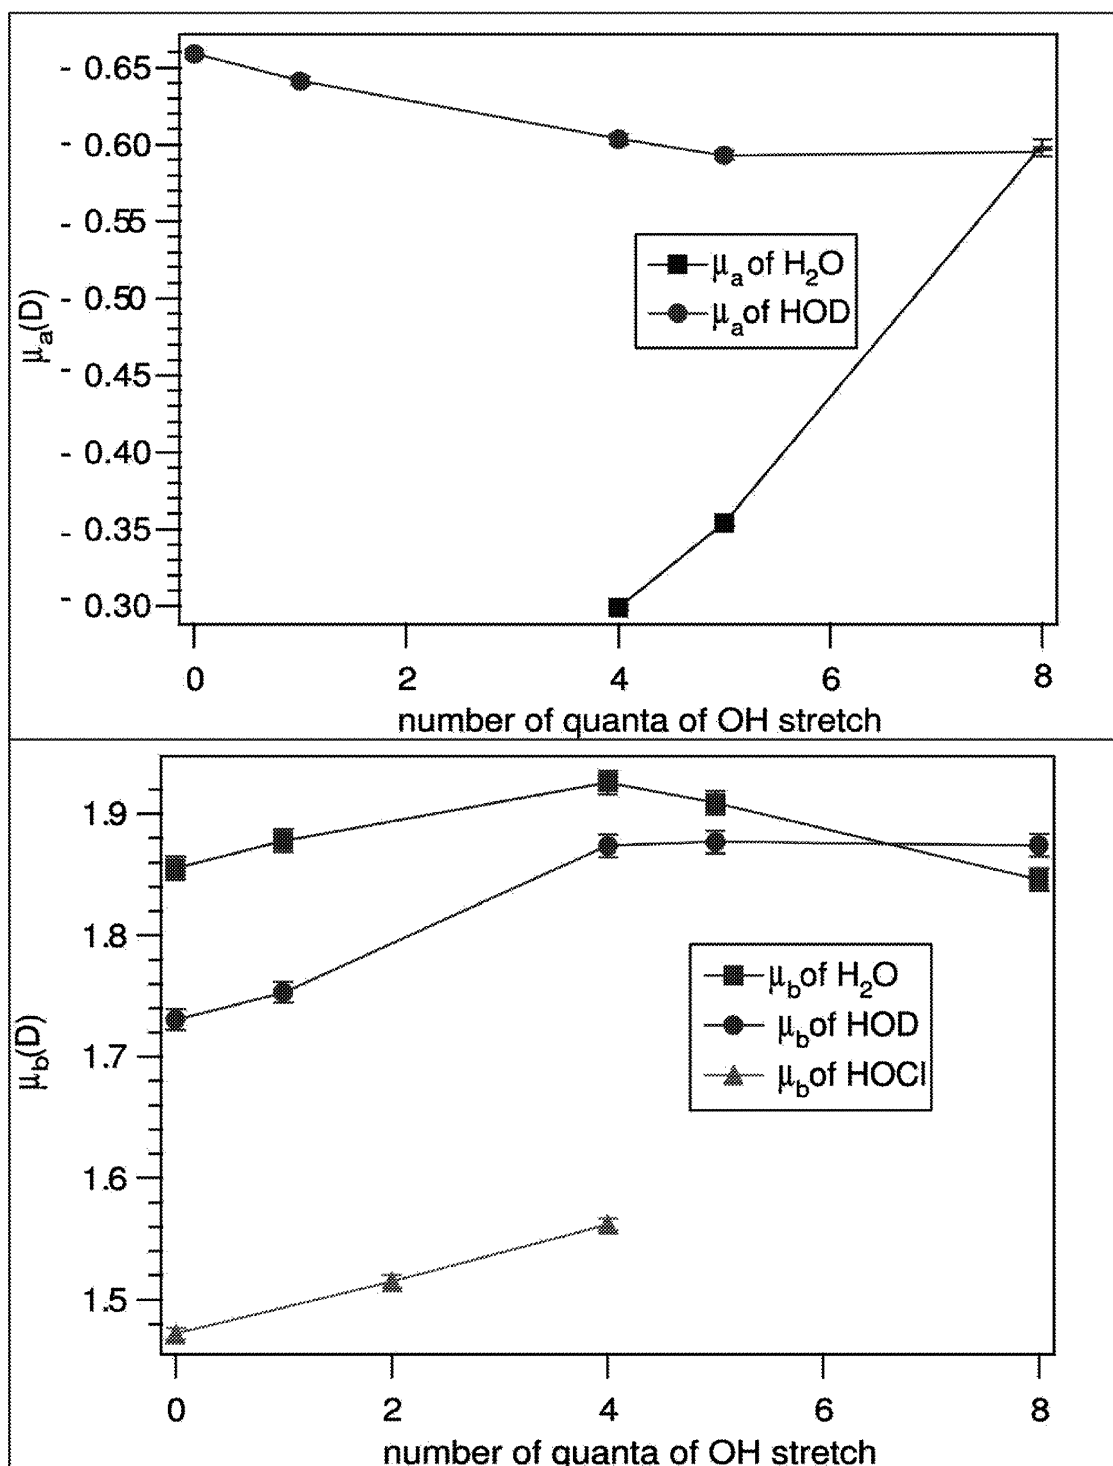 - 0.65
- 0.60
- 0.55
- 0.50
- 0.45
- 0.40
- 0.35
- 0.30
μa(D)
μa of H2O
μa of HOD
0 2 4 6 8
number of quanta of OH stretch
1.9
1.8
1.7
1.6
1.5
μb(D)
μb of H2O
μb of HOD
μb of HOCl
0 2 4 6 8
number of quanta of OH stretch